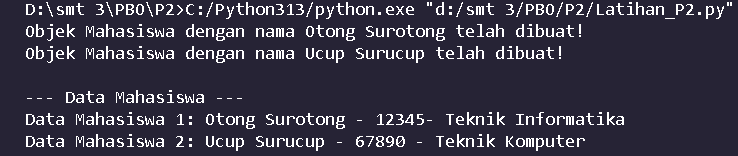 D:\smt 3\PBO\P2>C:/Python313/python.exe "d:/smt 3/PBO/P2/Latihan_P2.py"
Objek Mahasiswa dengan nama Otong Surotong telah dibuat!
Objek Mahasiswa dengan nama Ucup Surucup telah dibuat!
--- Data Mahasiswa ---
Data Mahasiswa 1: Otong Surotong - 12345- Teknik Informatika
Data Mahasiswa 2: Ucup Surucup - 67890 - Teknik Komputer